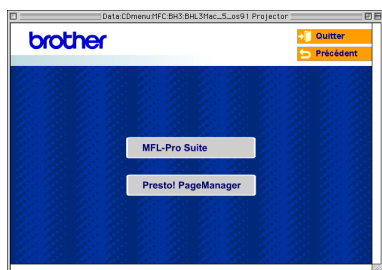 Data:CDmenu:MFC:BH3:BHL3Mac_5_os91 Projector
brother
Quitter
Précédent
MFL-Pro Suite
Presto! PageManager